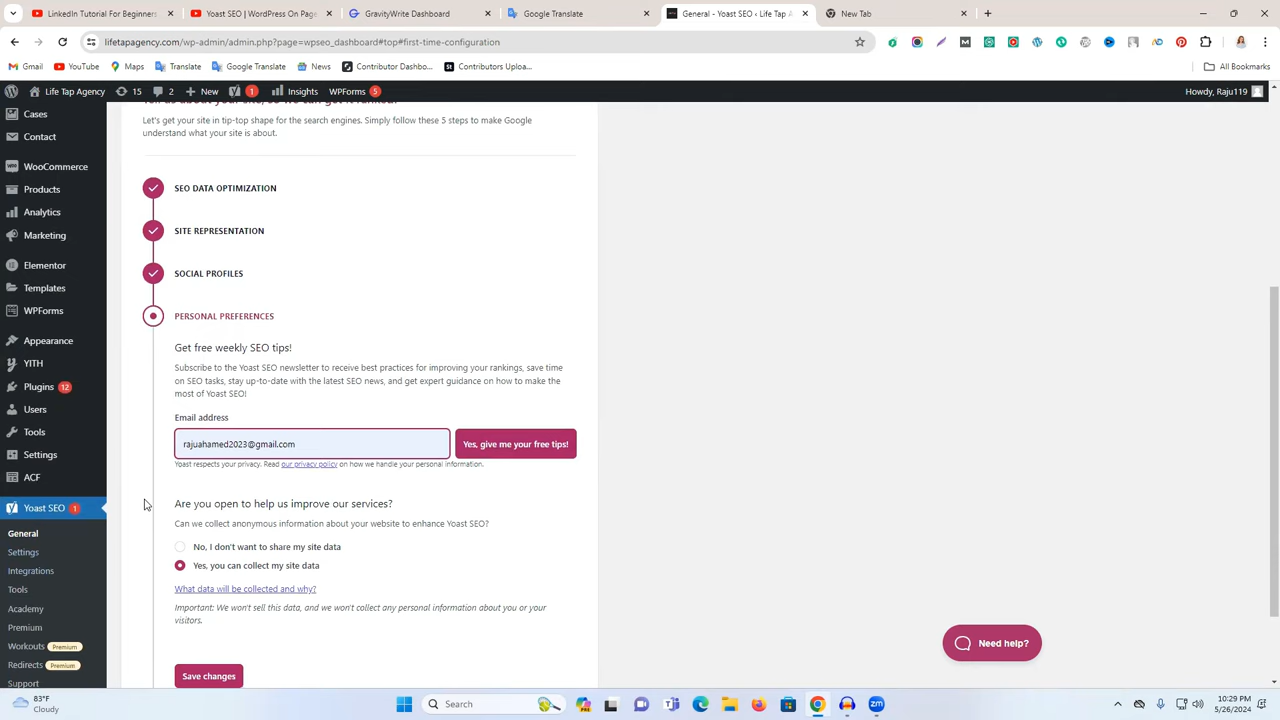 LinkedIn Tutorial For Beginners
YouTube SEO | WordPress On Page
GravityWrite Dashboard
Google Translate
General - Yoast SEO ‹ Life Tap A
New Tab
lifetapagency.com/wp-admin/admin.php?page=wpseo_dashboard#top#first-time-configuration
Gmail
YouTube
Maps
Translate
Google Translate
News
Contributor Dashbo...
Contributors Uploa...
All Bookmarks
Life Tap Agency
15
2
New
1
Insights
WPForms 5
Howdy, Raju119
Cases
Contact
WooCommerce
Products
Analytics
Marketing
Elementor
Templates
WPForms
Appearance
YITH
Plugins 12
Users
Tools
Settings
ACF
Yoast SEO 1
General
Settings
Integrations
Tools
Academy
Premium
Workouts Premium
Redirects Premium
Support
Tell us about your site, so we can get it ranked!
Let's get your site in tip-top shape for the search engines. Simply follow these 5 steps to make Google
understand what your site is about.
SEO DATA OPTIMIZATION
SITE REPRESENTATION
SOCIAL PROFILES
PERSONAL PREFERENCES
Get free weekly SEO tips!
Subscribe to the Yoast SEO newsletter to receive best practices for improving your rankings, save time
on SEO tasks, stay up-to-date with the latest SEO news, and get expert guidance on how to make the
most of Yoast SEO!
Email address
rajuahamed2023@gmail.com
Yes, give me your free tips!
Yoast respects your privacy. Read our privacy policy on how we handle your personal information.
Are you open to help us improve our services?
Can we collect anonymous information about your website to enhance Yoast SEO?
No, I don't want to share my site data
Yes, you can collect my site data
What data will be collected and why?
Important: We won't sell this data, and we won't collect any personal information about you or your
visitors.
Save changes
Need help?
83°F
Cloudy
Search
10:29 PM
5/26/2024